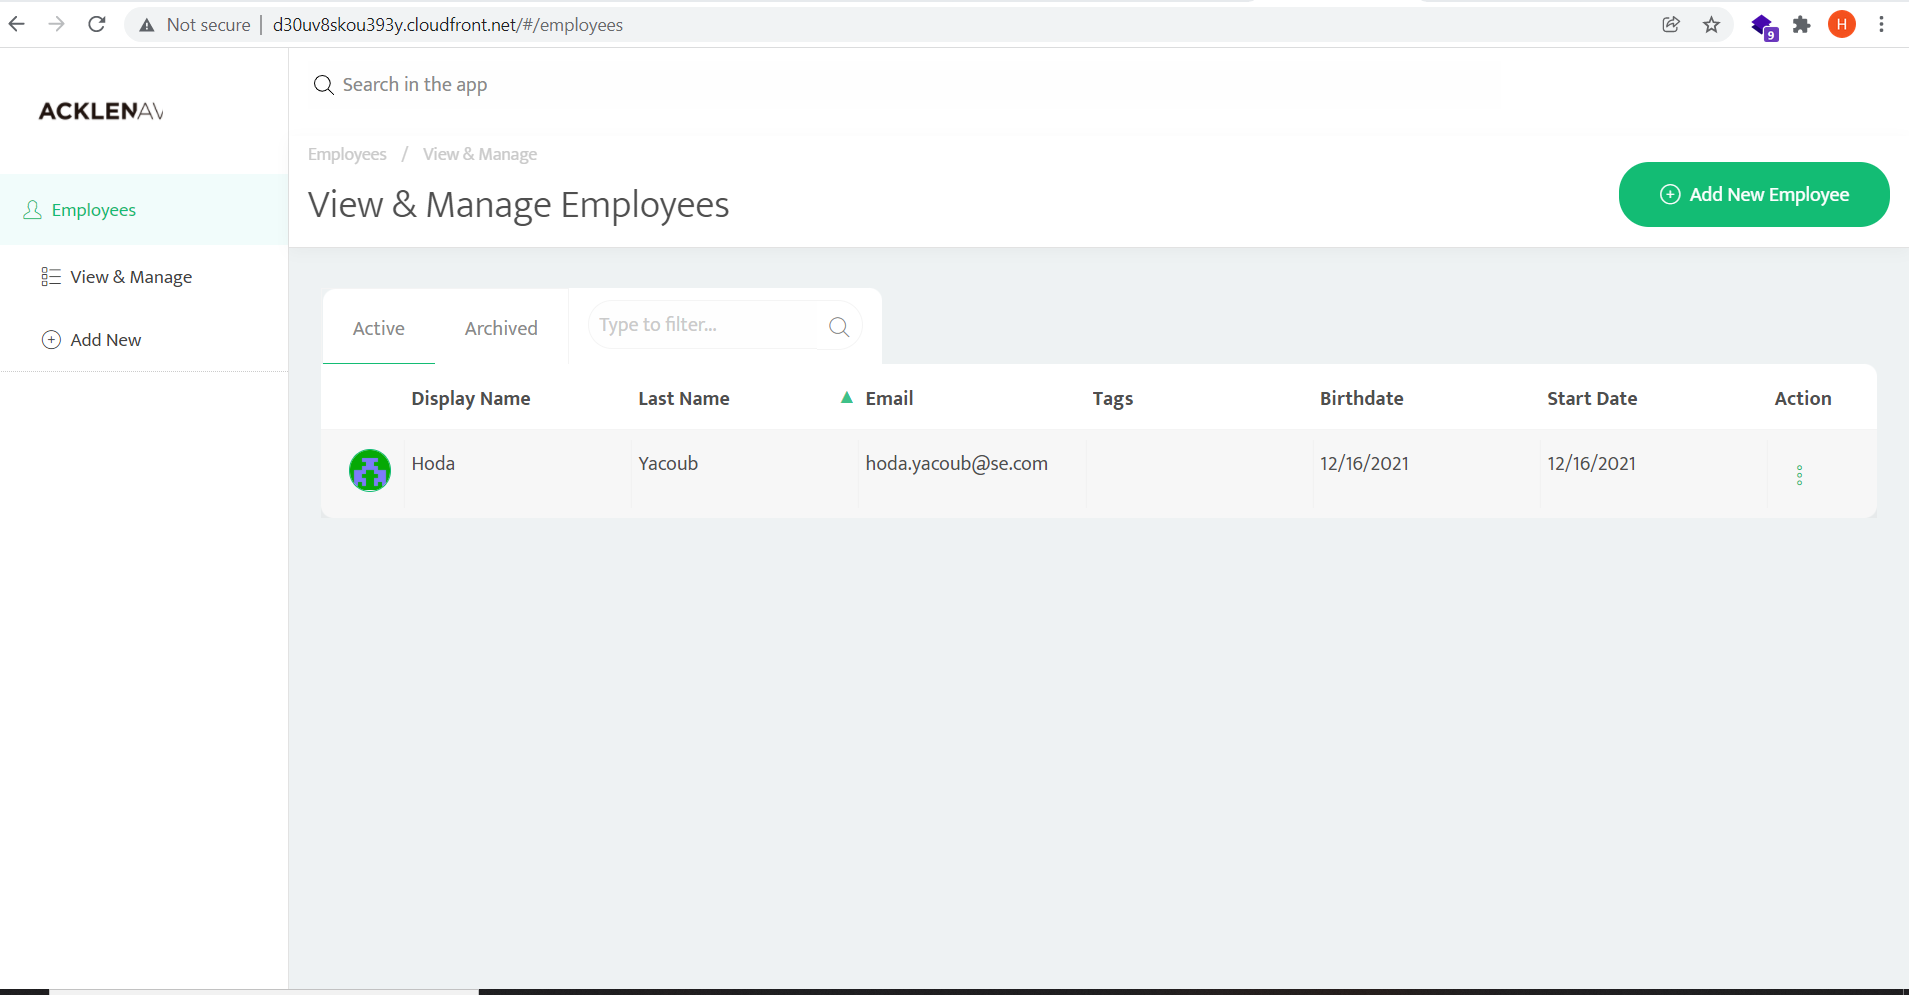 Not secure | d30uv8skou393y.cloudfront.net/#/employees
9
H
Search in the app
ACKLENAV
Employees / View & Manage
View & Manage Employees
Add New Employee
Employees
View & Manage
Add New
Active Archived Type to filter...
Display Name Last Name ▲ Email Tags Birthdate Start Date Action
Hoda Yacoub hoda.yacoub@se.com 12/16/2021 12/16/2021